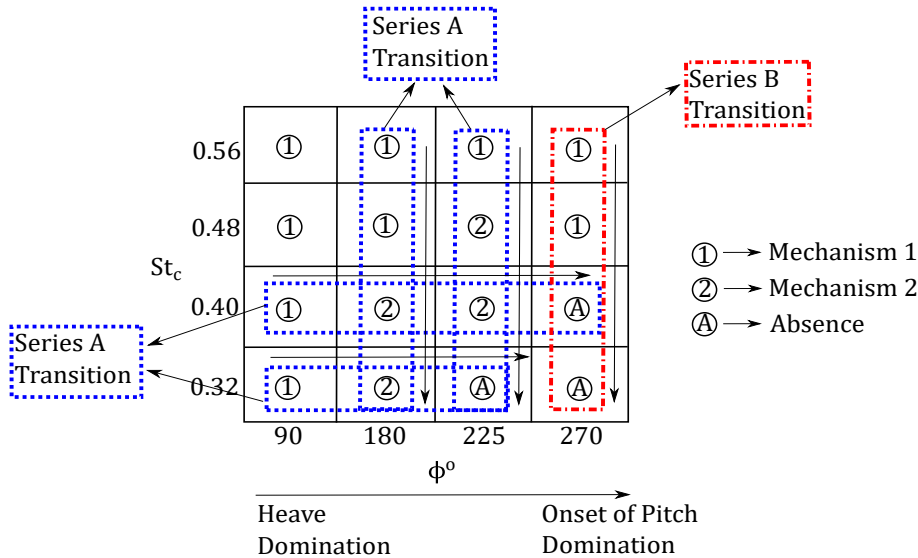 Series A
Transition
Series B
Transition
0.56 ① ① ① ①
0.48 ① ① ② ①
St_c
0.40 ① ② ② Ⓐ
0.32 ① ② Ⓐ Ⓐ
90 180 225 270
ϕ°
① Mechanism 1
② Mechanism 2
Ⓐ Absence
Series A
Transition
Heave
Domination
Onset of Pitch
Domination